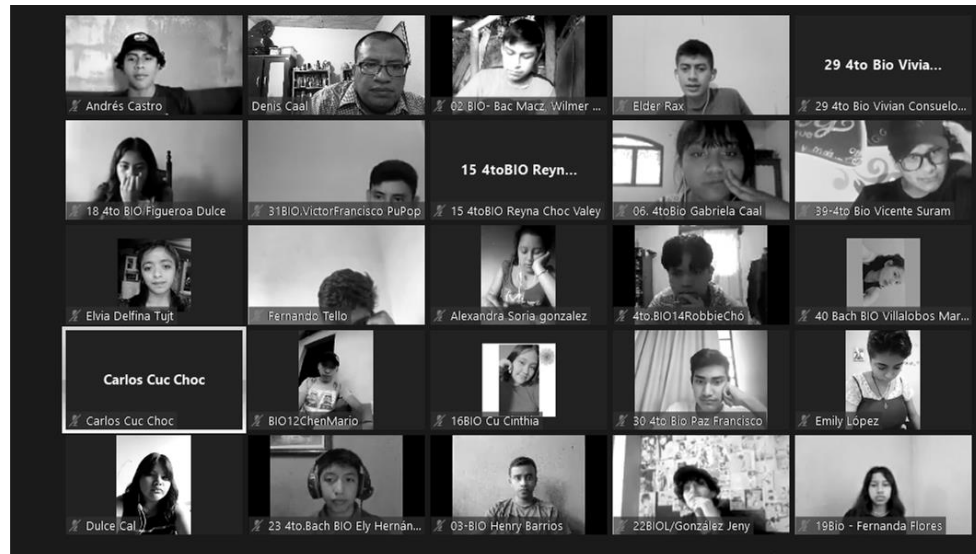 Andrés Castro
Denis Caal
02 BIO- Bac Macz Wilmer ...
Elder Rax
29 4to Bio Vivia...
29 4to Bio Vivian Consuelo...
18 4to BIO Figueroa Dulce
31BIO.VictorFrancisco PuPop
15 4toBIO Reyn...
15 4toBIO Reyna Choc Valey
06. 4toBio Gabriela Caal
39-4to Bio Vicente Suram
Elvia Delfina Tujt
Fernando Tello
Alexandra Soria gonzalez
4to.BIO14RobbieChó
40 Bach BIO Villalobos Mar...
Carlos Cuc Choc
Carlos Cuc Choc
BIO12ChenMario
16BIO Cu Cinthia
30 4to Bio Paz Francisco
Emily López
Dulce Cal
23 4to.Bach BIO Ely Hernán...
03-BIO Henry Barrios
22BIOL/González Jeny
19Bio - Fernanda Flores